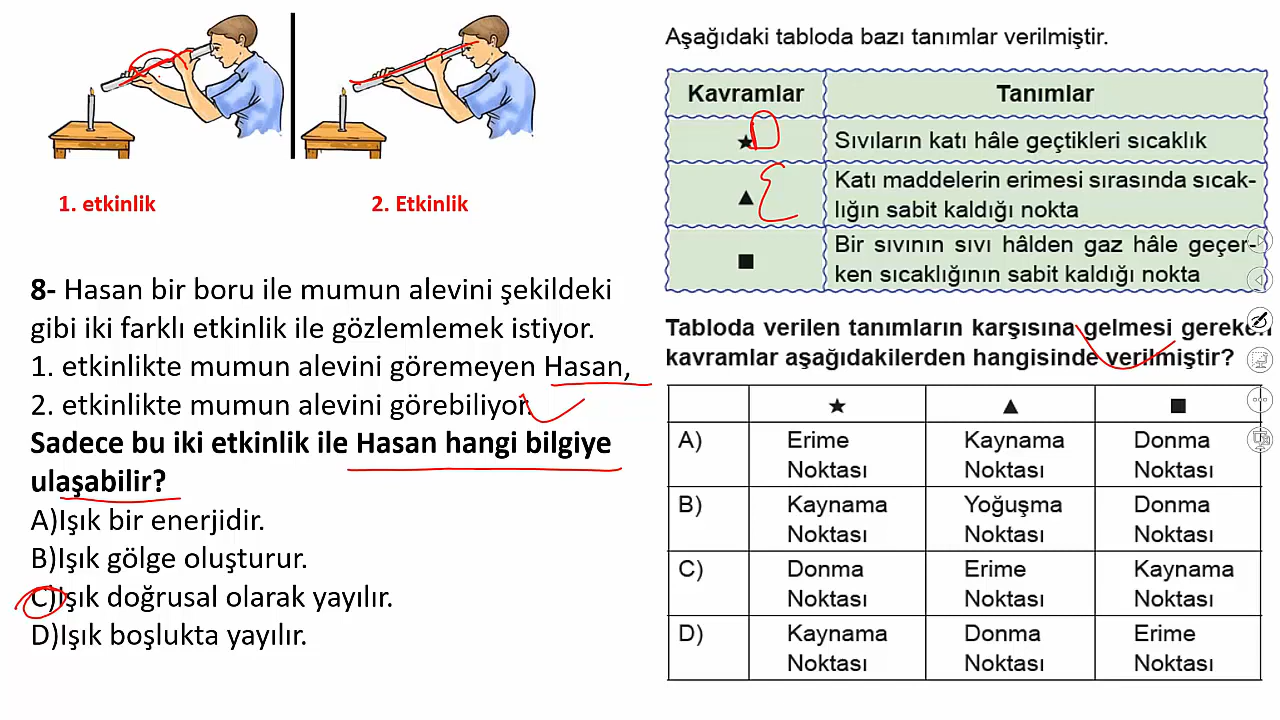 1. etkinlik
2. Etkinlik
8- Hasan bir boru ile mumun alevini şekildeki
gibi iki farklı etkinlik ile gözlemlemek istiyor.
1. etkinlikte mumun alevini göremeyen Hasan,
2. etkinlikte mumun alevini görebiliyor.
Sadece bu iki etkinlik ile Hasan hangi bilgiye
ulaşabilir?
A)Işık bir enerjidir.
B)Işık gölge oluşturur.
C)Işık doğrusal olarak yayılır.
D)Işık boşlukta yayılır.
Aşağıdaki tabloda bazı tanımlar verilmiştir.
Kavramlar Tanımlar
★ D Sıvıların katı hâle geçtikleri sıcaklık
▲ E Katı maddelerin erimesi sırasında sıcak-
lığın sabit kaldığı nokta
■ Bir sıvının sıvı hâlden gaz hâle geçer-
ken sıcaklığının sabit kaldığı nokta
Tabloda verilen tanımların karşısına gelmesi gereken
kavramlar aşağıdakilerden hangisinde verilmiştir?
★ ▲ ■
A) Erime Kaynama Donma
Noktası Noktası Noktası
B) Kaynama Yoğuşma Donma
Noktası Noktası Noktası
C) Donma Erime Kaynama
Noktası Noktası Noktası
D) Kaynama Donma Erime
Noktası Noktası Noktası